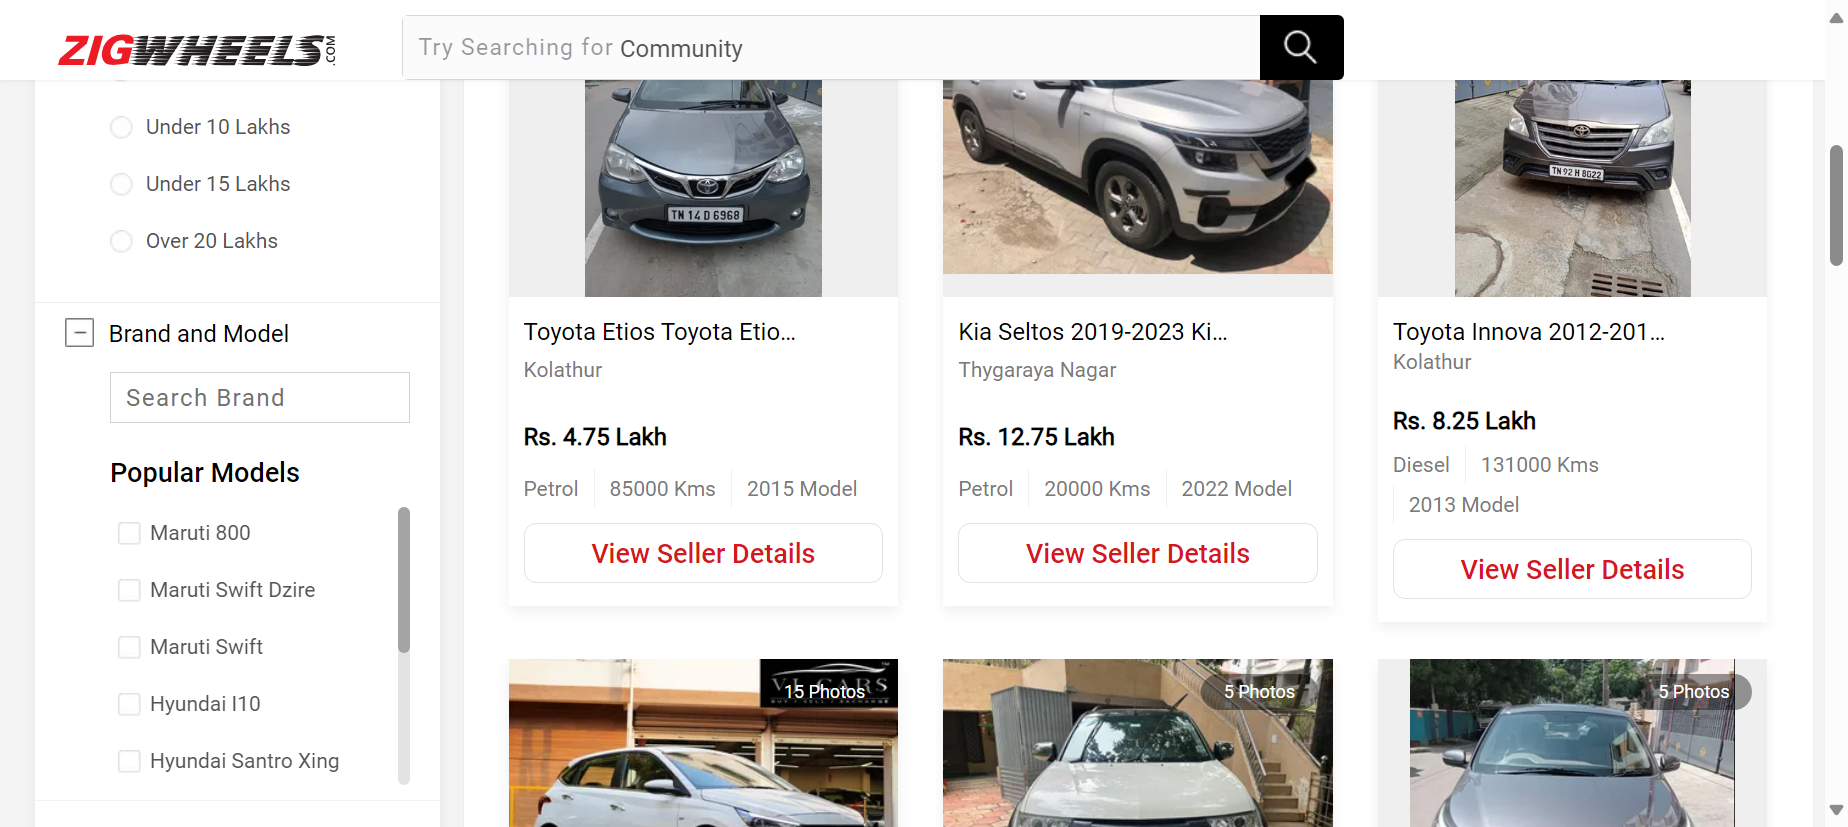 ZIGWHEELS.COM
Try Searching for Community
Under 10 Lakhs
Under 15 Lakhs
Over 20 Lakhs
Brand and Model
Search Brand
Popular Models
Maruti 800
Maruti Swift Dzire
Maruti Swift
Hyundai I10
Hyundai Santro Xing
TN 14 D 6968
Toyota Etios Toyota Etio...
Kolathur
Rs. 4.75 Lakh
Petrol
85000 Kms
2015 Model
View Seller Details
Kia Seltos 2019-2023 Ki...
Thygaraya Nagar
Rs. 12.75 Lakh
Petrol
20000 Kms
2022 Model
View Seller Details
TN 92 H 8022
Toyota Innova 2012-201...
Kolathur
Rs. 8.25 Lakh
Diesel
131000 Kms
2013 Model
View Seller Details
15 Photos
BUY / SELL / EXCHANGE
5 Photos
5 Photos